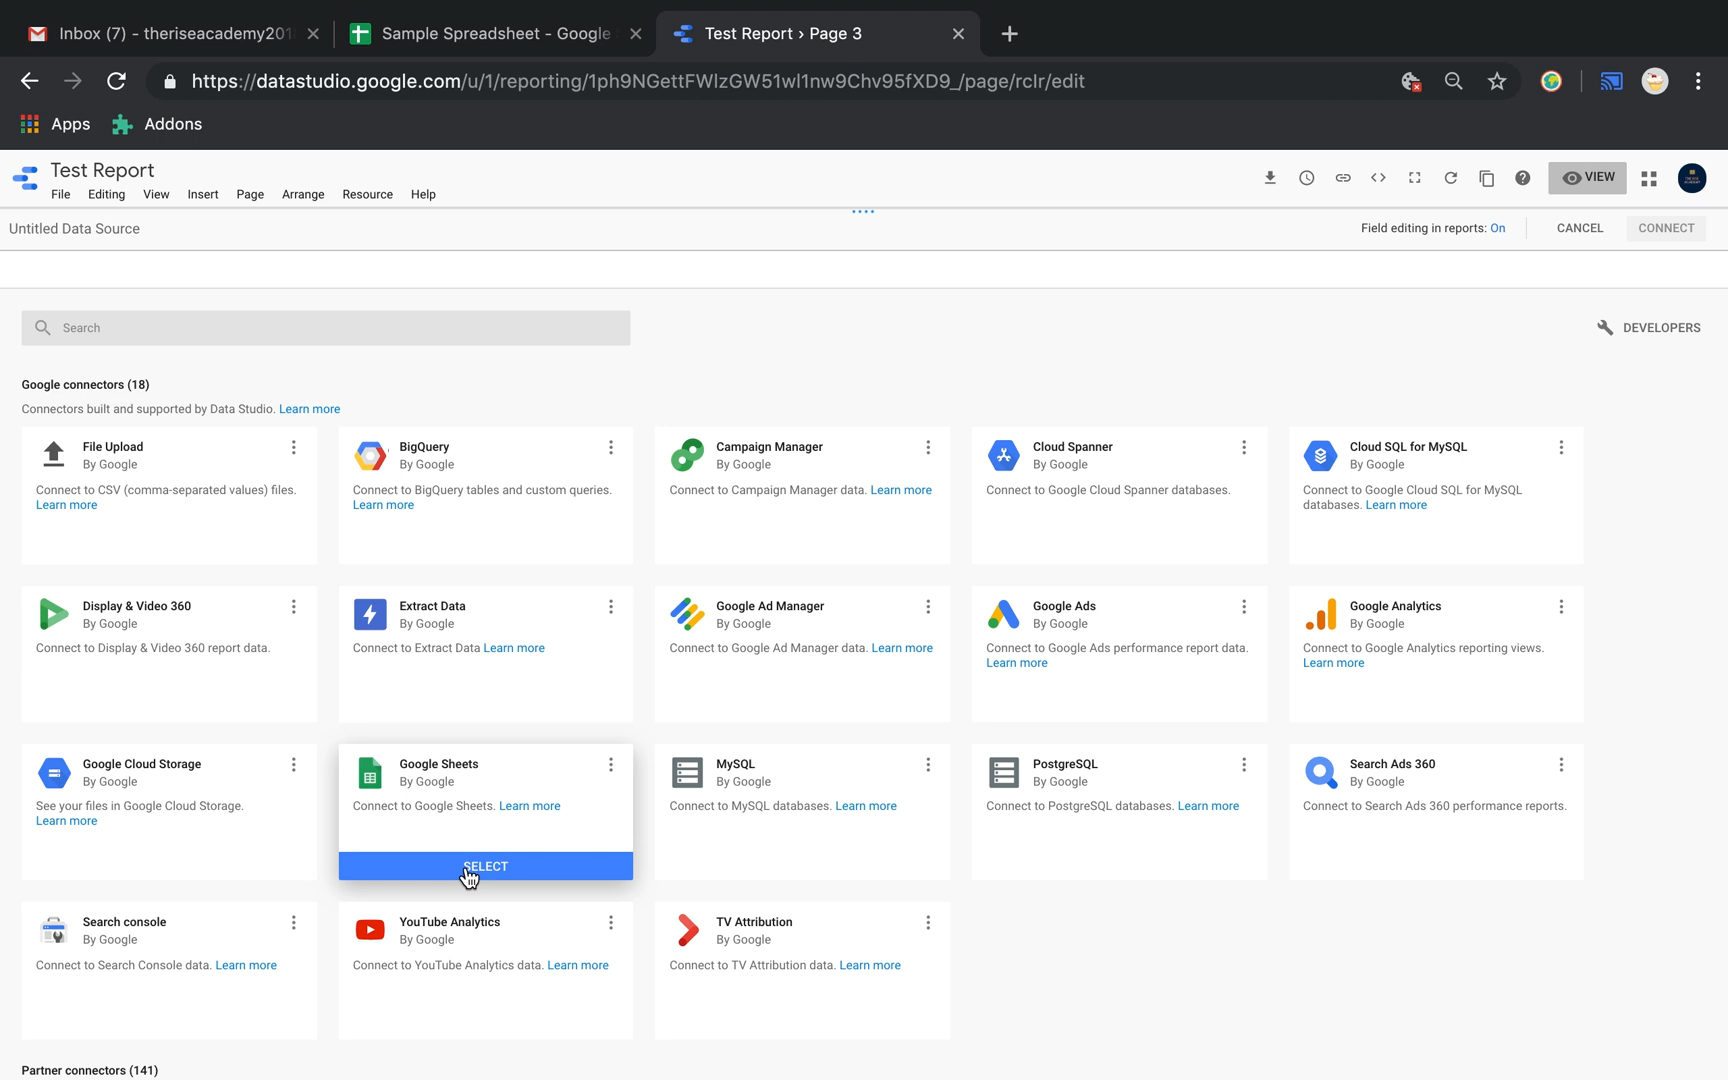 Inbox (7) - theriseacademy201
Sample Spreadsheet - Google
Test Report › Page 3
https://datastudio.google.com/u/1/reporting/1ph9NGettFWlzGW51wl1nw9Chv95fXD9_/page/rclr/edit
Apps Addons
Test Report
File Edit﻿ing View Insert Page Arrange Resource Help
VIEW
Untitled Data Source
Field editing in reports: On CANCEL CONNECT
Search
DEVELOPERS
Google connectors (18)
Connectors built and supported by Data Studio. Learn more
File Upload
By Google
Connect to CSV (comma-separated values) files.
Learn more
BigQuery
By Google
Connect to BigQuery tables and custom queries.
Learn more
Campaign Manager
By Google
Connect to Campaign Manager data. Learn more
Cloud Spanner
By Google
Connect to Google Cloud Spanner databases.
Cloud SQL for MySQL
By Google
Connect to Google Cloud SQL for MySQL
databases. Learn more
Display & Video 360
By Google
Connect to Display & Video 360 report data.
Extract Data
By Google
Connect to Extract Data Learn more
Google Ad Manager
By Google
Connect to Google Ad Manager data. Learn more
Google Ads
By Google
Connect to Google Ads performance report data.
Learn more
Google Analytics
By Google
Connect to Google Analytics reporting views.
Learn more
Google Cloud Storage
By Google
See your files in Google Cloud Storage.
Learn more
Google Sheets
By Google
Connect to Google Sheets. Learn more
SELECT
MySQL
By Google
Connect to MySQL databases. Learn more
PostgreSQL
By Google
Connect to PostgreSQL databases. Learn more
Search Ads 360
By Google
Connect to Search Ads 360 performance reports.
Search console
By Google
Connect to Search Console data. Learn more
YouTube Analytics
By Google
Connect to YouTube Analytics data. Learn more
TV Attribution
By Google
Connect to TV Attribution data. Learn more
Partner connectors (141)